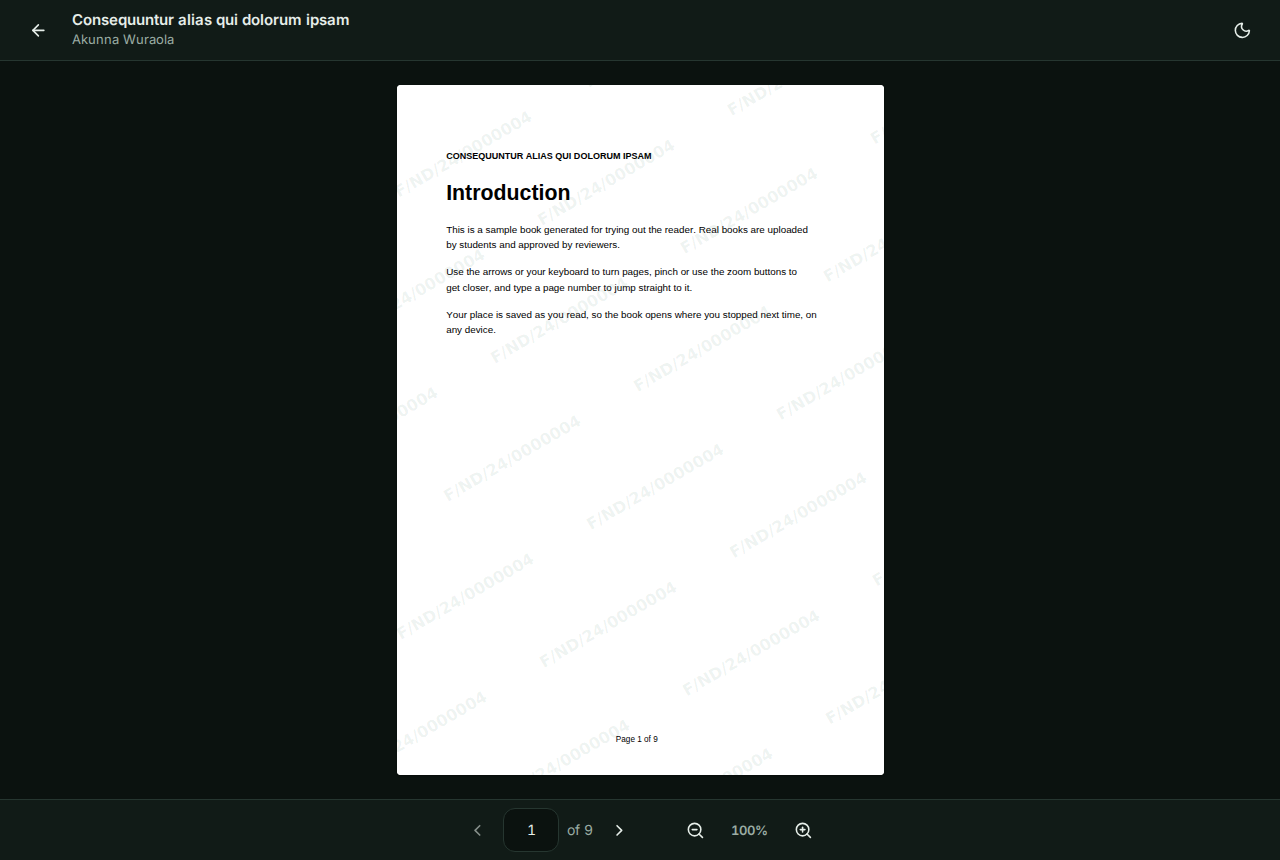 Consequuntur alias qui dolorum ipsam
Akunna Wuraola
CONSEQUUNTUR ALIAS QUI DOLORUM IPSAM
Introduction
This is a sample book generated for trying out the reader. Real books are uploaded
by students and approved by reviewers.
Use the arrows or your keyboard to turn pages, pinch or use the zoom buttons to
get closer, and type a page number to jump straight to it.
Your place is saved as you read, so the book opens where you stopped next time, on
any device.
F/ND/24/0000004
Page 1 of 9
1 of 9
100%